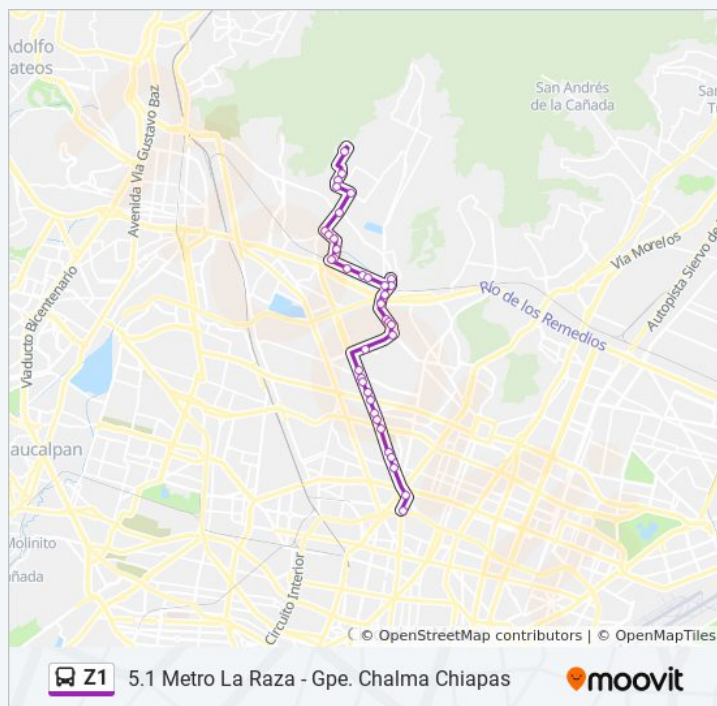 Adolfo
ateos
San Andrés
de la Cañada
Avenida Vía Gustavo Baz
Vía Morelos
Autopista Siervo de
Río de los Remedios
Viaducto Bicentenario
aucalpan
Molinito
añada
Circuito Interior
© OpenStreetMap contributors | © OpenMapTiles
Z1
5.1 Metro La Raza - Gpe. Chalma Chiapas
moovit